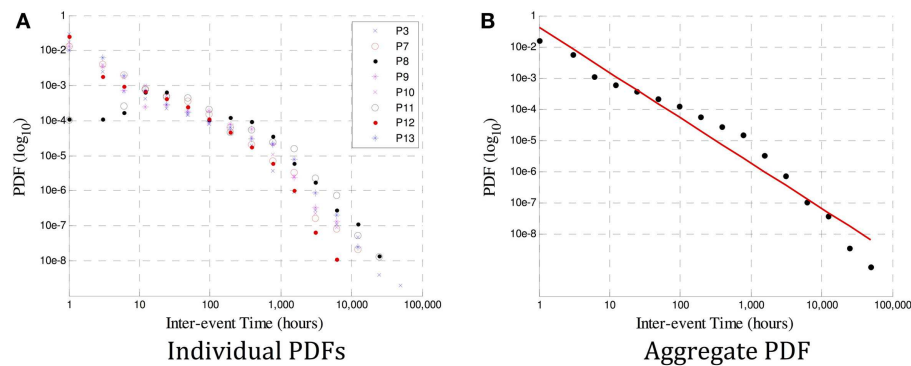 A
PDF (log10)
1
10e-2
10e-3
10e-4
10e-5
10e-6
10e-7
10e-8
1
10
100
1,000
10,000
100,000
Inter-event Time (hours)
P3
P7
P8
P9
P10
P11
P12
P13
Individual PDFs
B
PDF (log10)
1
10e-2
10e-3
10e-4
10e-5
10e-6
10e-7
10e-8
1
10
100
1,000
10,000
100,000
Inter-event Time (hours)
Aggregate PDF